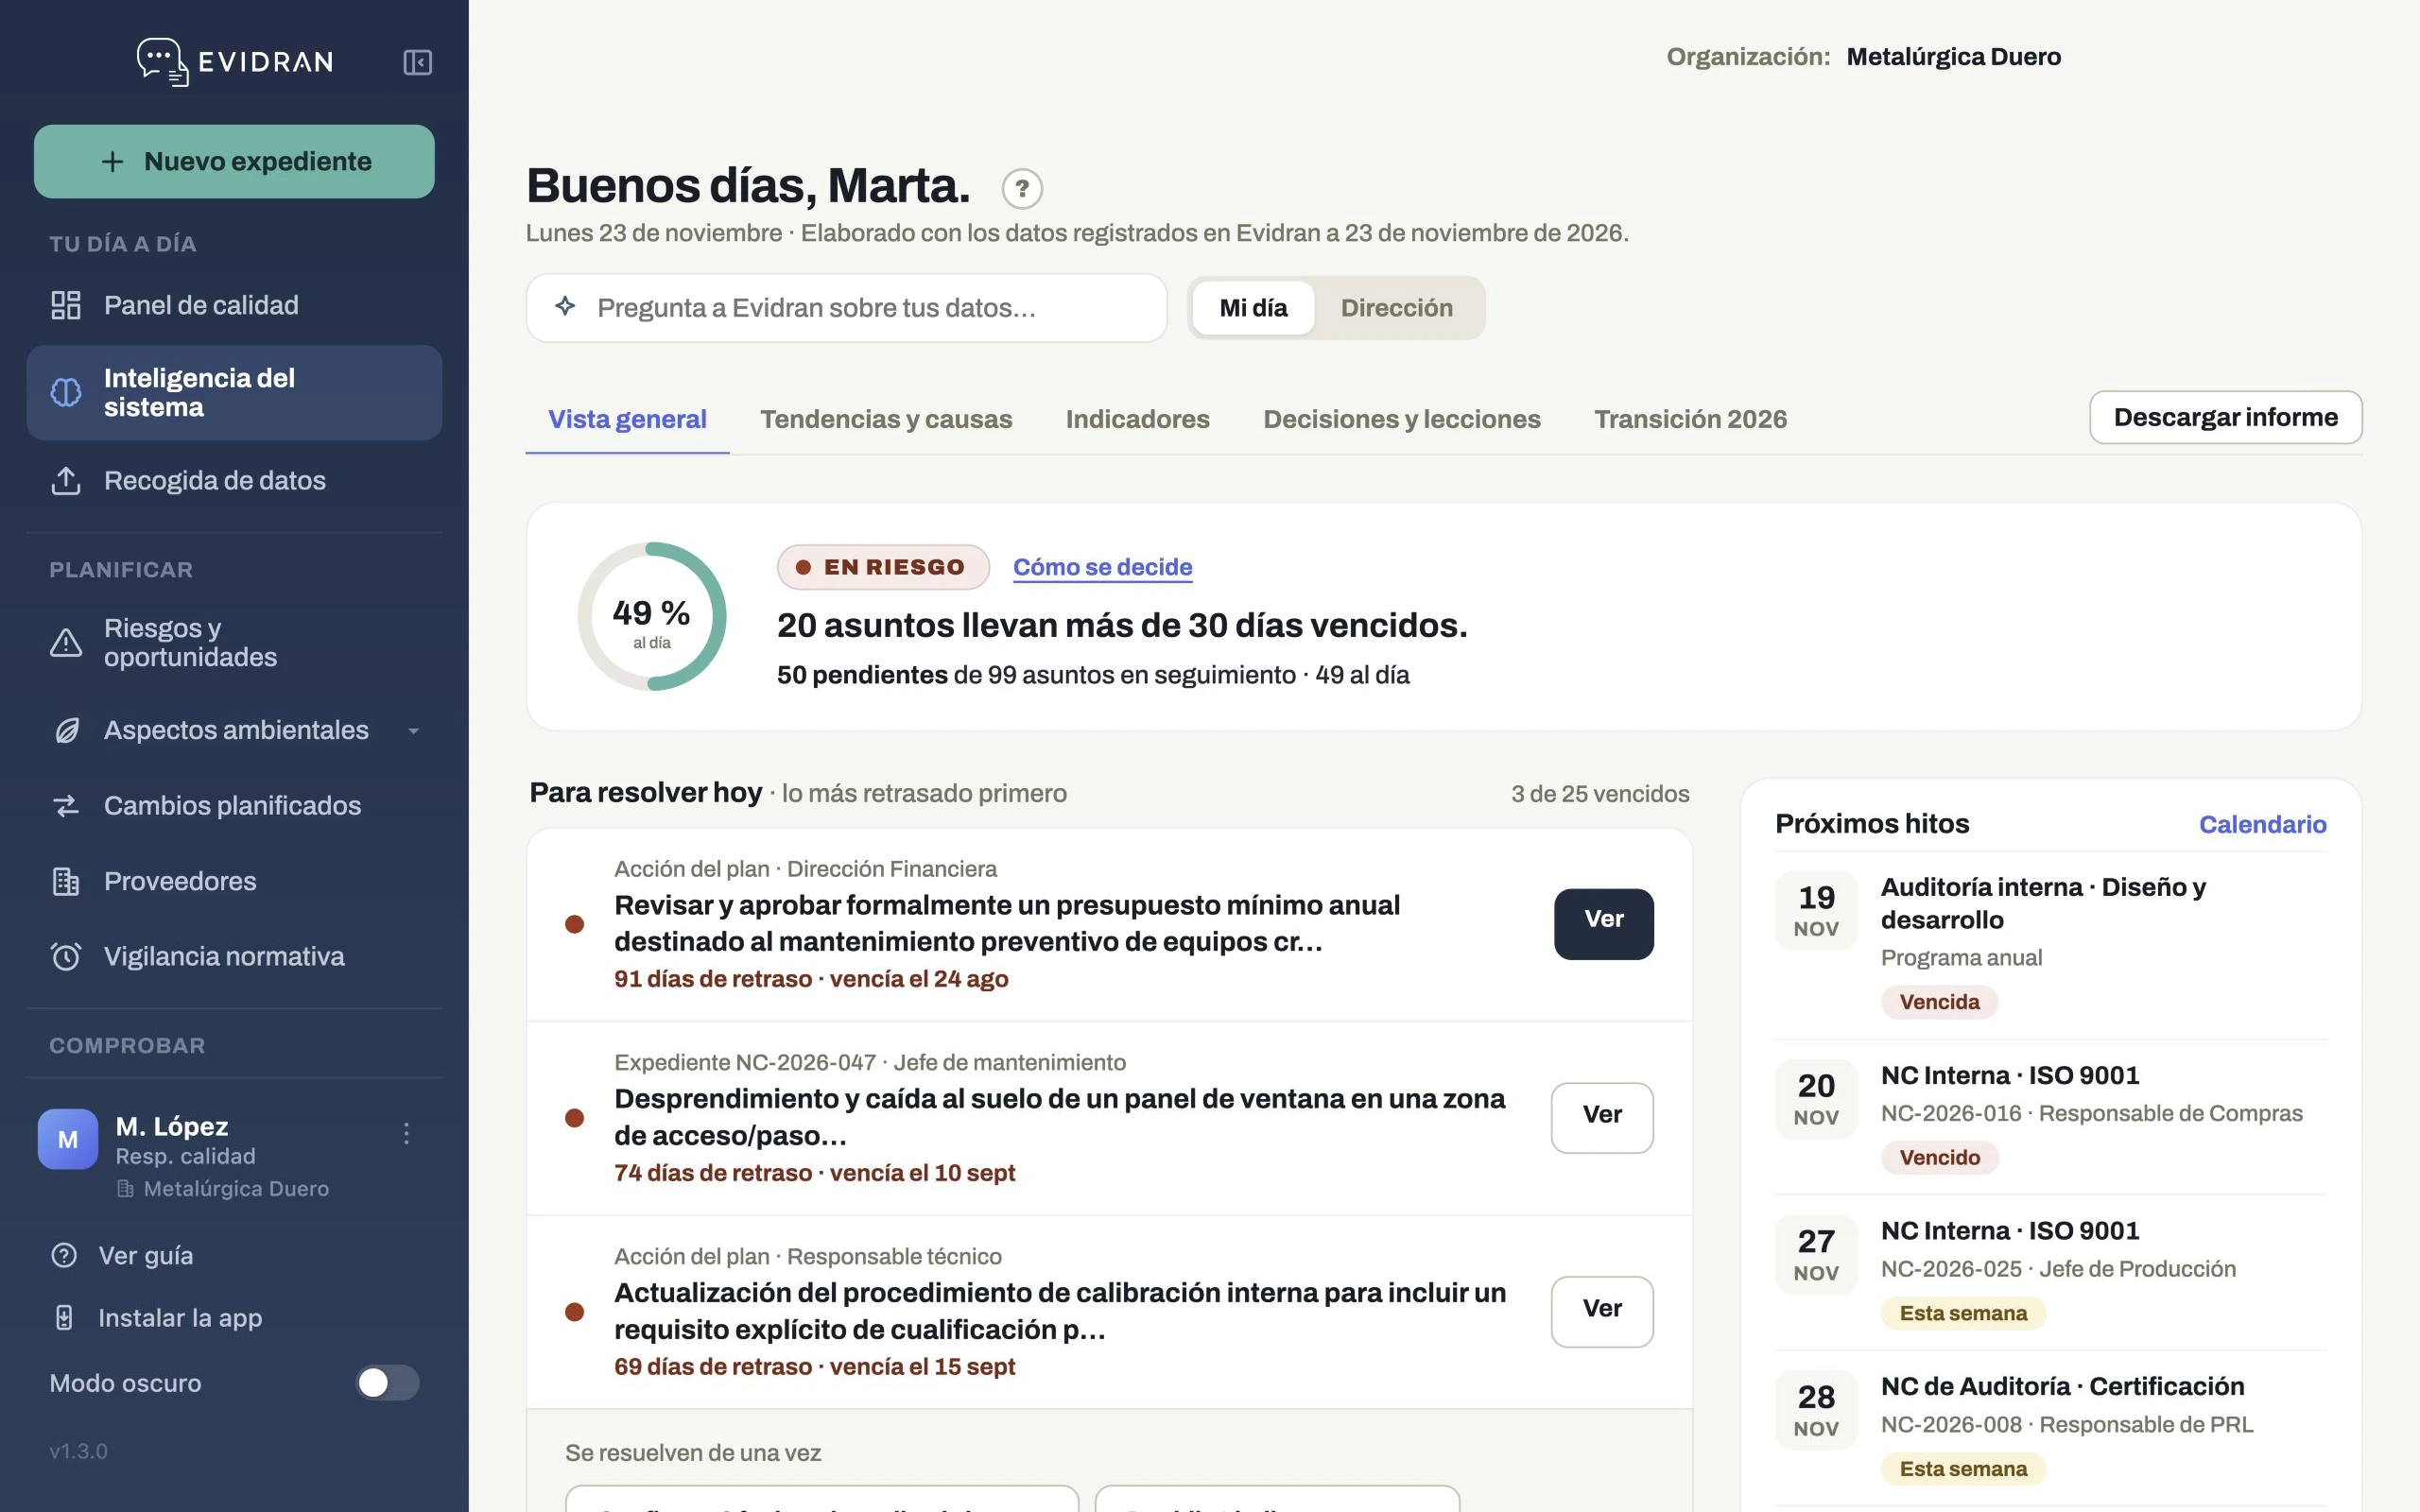 EVIDRAN
Nuevo expediente
TU DÍA A DÍA
Panel de calidad
Inteligencia del
sistema
Recogida de datos
PLANIFICAR
Riesgos y
oportunidades
Aspectos ambientales
Cambios planificados
Proveedores
Vigilancia normativa
COMPROBAR
M
M. López
Resp. calidad
Metalúrgica Duero
Ver guía
Instalar la app
Modo oscuro
v1.3.0
Organización: Metalúrgica Duero
Buenos días, Marta. ?
Lunes 23 de noviembre · Elaborado con los datos registrados en Evidran a 23 de noviembre de 2026.
Pregunta a Evidran sobre tus datos...
Mi día Dirección
Vista general Tendencias y causas Indicadores Decisiones y lecciones Transición 2026
Descargar informe
49 %
al día
EN RIESGO Cómo se decide
20 asuntos llevan más de 30 días vencidos.
50 pendientes de 99 asuntos en seguimiento · 49 al día
Para resolver hoy · lo más retrasado primero
3 de 25 vencidos
Acción del plan · Dirección Financiera
Revisar y aprobar formalmente un presupuesto mínimo anual
destinado al mantenimiento preventivo de equipos cr...
91 días de retraso · vencía el 24 ago
Ver
Expediente NC-2026-047 · Jefe de mantenimiento
Desprendimiento y caída al suelo de un panel de ventana en una zona
de acceso/paso...
74 días de retraso · vencía el 10 sept
Ver
Acción del plan · Responsable técnico
Actualización del procedimiento de calibración interna para incluir un
requisito explícito de cualificación p...
69 días de retraso · vencía el 15 sept
Ver
Se resuelven de una vez
Próximos hitos
Calendario
19
NOV
Auditoría interna · Diseño y
desarrollo
Programa anual
Vencida
20
NOV
NC Interna · ISO 9001
NC-2026-016 · Responsable de Compras
Vencido
27
NOV
NC Interna · ISO 9001
NC-2026-025 · Jefe de Producción
Esta semana
28
NOV
NC de Auditoría · Certificación
NC-2026-008 · Responsable de PRL
Esta semana